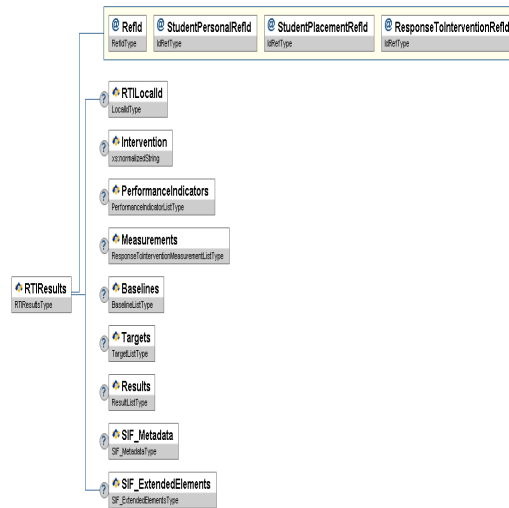 @ RefId @ StudentPersonalRefId @ StudentPlacementRefId @ ResponseToInterventionRefId
RefIdType IdRefType IdRefType IdRefType
? RTILocalId
LocalIdType
? Intervention
xs:normalizedString
? PerformanceIndicators
PerformanceIndicatorListType
? Measurements
ResponseToInterventionMeasurementListType
RTIResults
RTIResultsType
? Baselines
BaselineListType
? Targets
TargetListType
? Results
ResultListType
? SIF_Metadata
SIF_MetadataType
? SIF_ExtendedElements
SIF_ExtendedElementsType